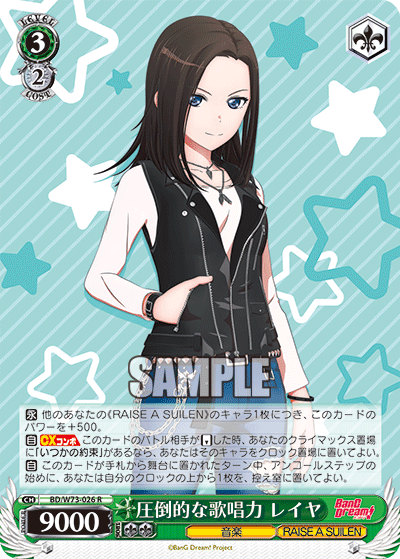 LEVEL
3
2
COST
SAMPLE
永 他のあなたの《RAISE A SUILEN》のキャラ1枚につき、このカードの
パワーを+500。
自 CXコンボ このカードのバトル相手が[]した時、あなたのクライマックス置場
に「いつかの約束」があるなら、あなたはそのキャラをクロック置場に置いてよい。
自 このカードが手札から舞台に置かれたターン中、アンコールステップの
始めに、あなたは自分のクロックの上から1枚を、控え室に置いてよい。
CH BD/W73-026 R
圧倒的な歌唱力 レイヤ
BanG Dream!
POWER
9000
SOUL
音楽
RAISE A SUILEN
©BanG Dream! Project